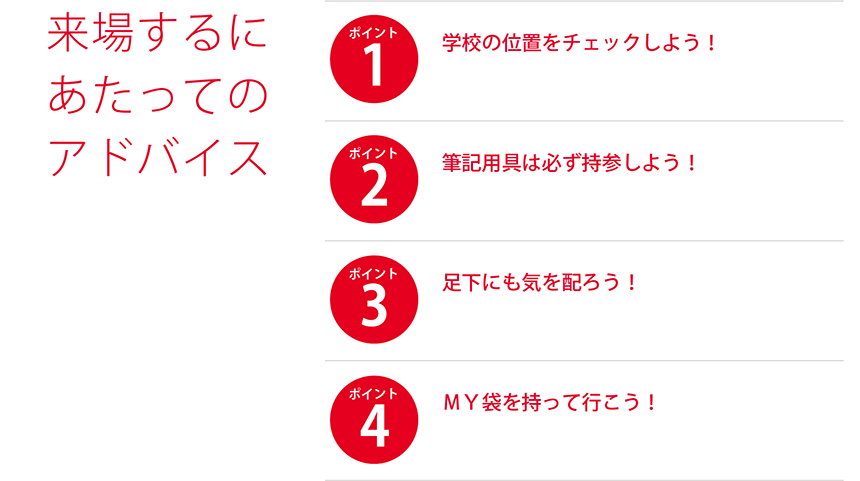 来場するに
あたっての
アドバイス
ポイント
1
学校の位置をチェックしよう！
ポイント
2
筆記用具は必ず持参しよう！
ポイント
3
足下にも気を配ろう！
ポイント
4
ＭＹ袋を持って行こう！